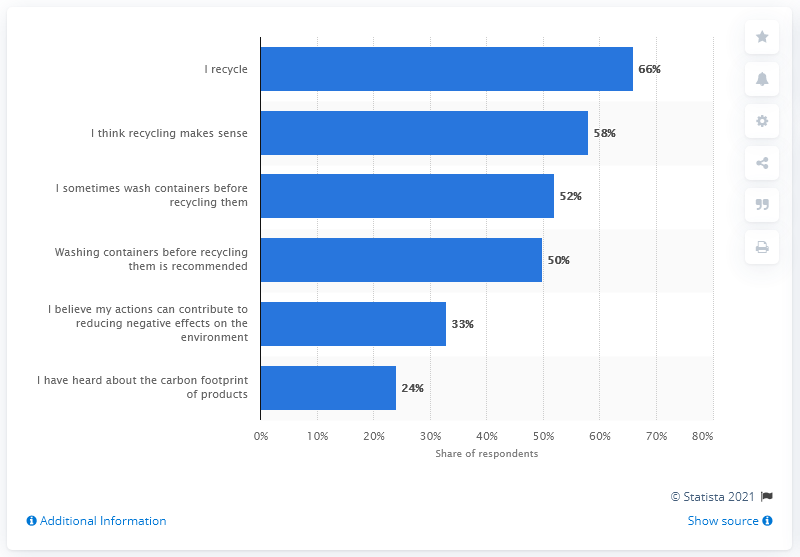 I recycle
66%
I think recycling makes sense
58%
I sometimes wash containers before
recycling them
52%
Washing containers before recycling
them is recommended
50%
I believe my actions can contribute to
reducing negative effects on the
environment
33%
I have heard about the carbon footprint
of products
24%
0% 10% 20% 30% 40% 50% 60% 70% 80%
Share of respondents
© Statista 2021
Additional Information
Show source